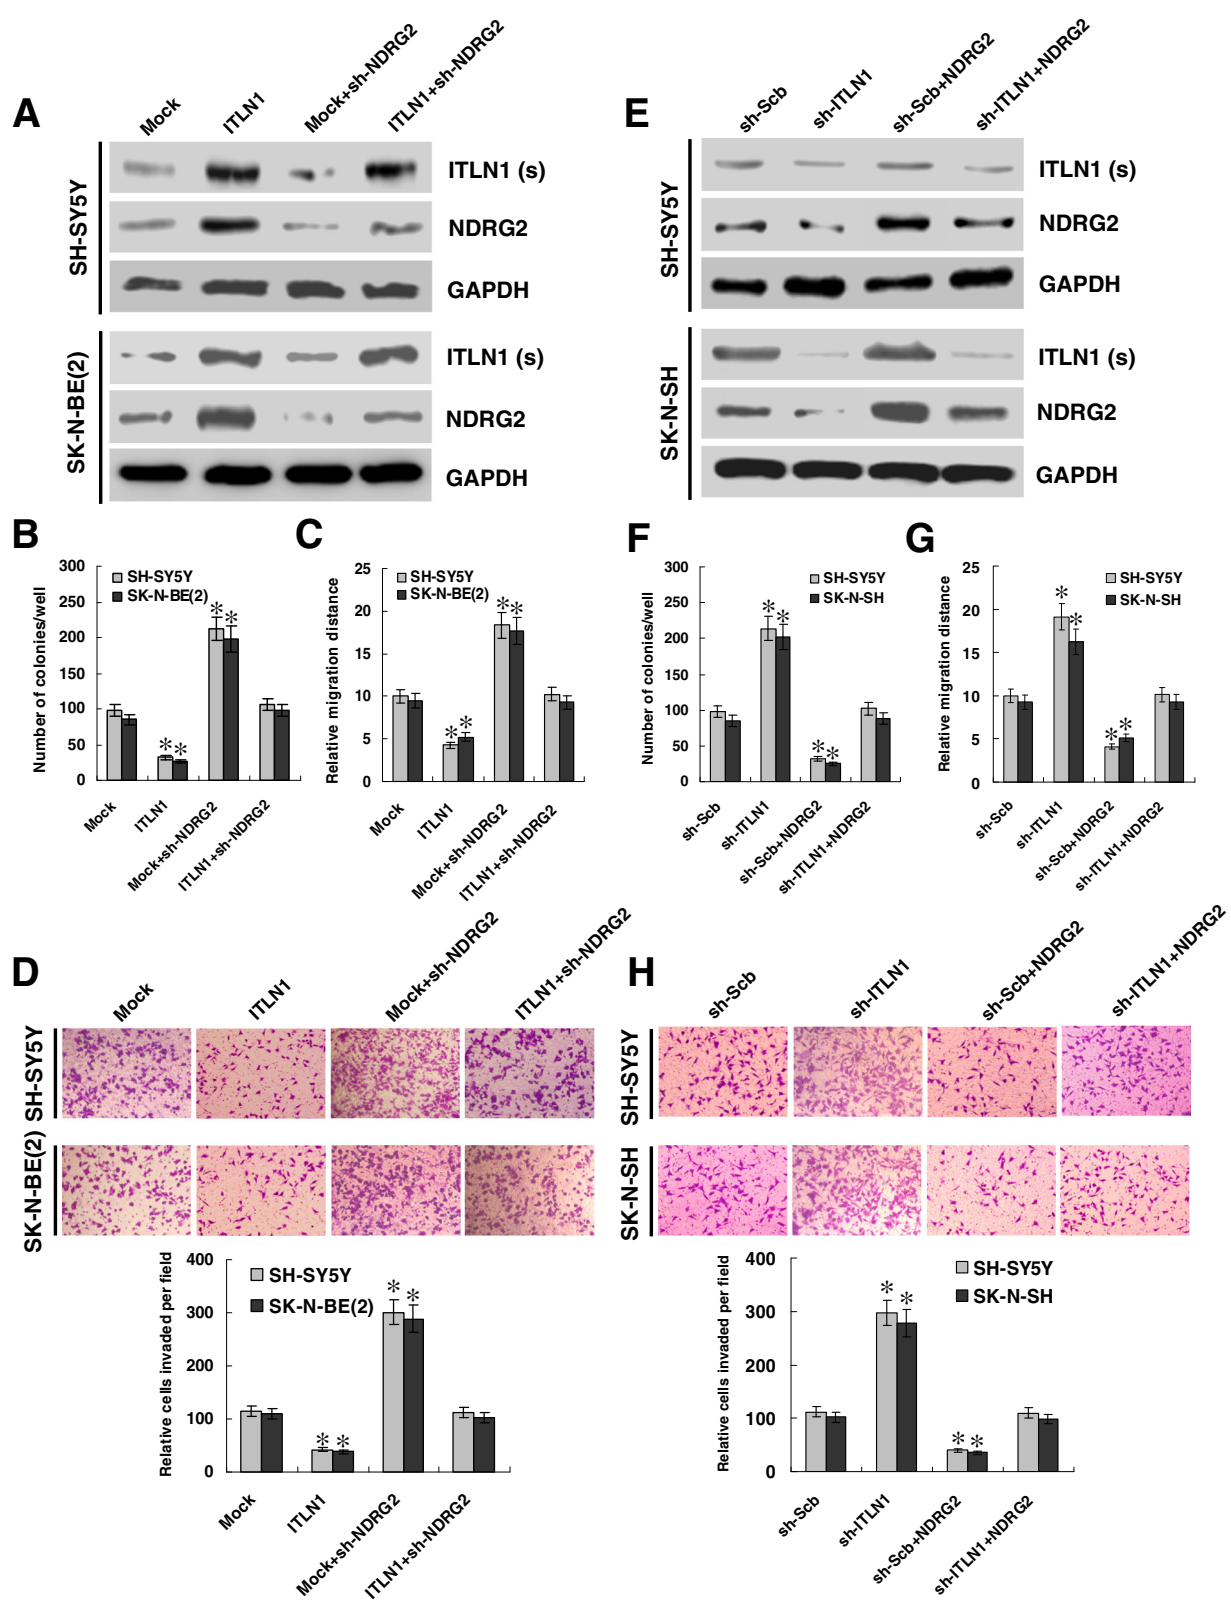 A
Mock
ITLN1
Mock+sh-NDRG2
ITLN1+sh-NDRG2
SH-SY5Y
ITLN1 (s)
NDRG2
GAPDH
SK-N-BE(2)
ITLN1 (s)
NDRG2
GAPDH
E
sh-Scb
sh-ITLN1
sh-Scb+NDRG2
sh-ITLN1+NDRG2
SH-SY5Y
ITLN1 (s)
NDRG2
GAPDH
SK-N-SH
ITLN1 (s)
NDRG2
GAPDH
B
Number of colonies/well
300
250
200
150
100
50
0
SH-SY5Y
SK-N-BE(2)
* *
* *
Mock
ITLN1
Mock+sh-NDRG2
ITLN1+sh-NDRG2
C
Relative migration distance
25
20
15
10
5
0
SH-SY5Y
SK-N-BE(2)
* *
* *
Mock
ITLN1
Mock+sh-NDRG2
ITLN1+sh-NDRG2
F
Number of colonies/well
300
250
200
150
100
50
0
SH-SY5Y
SK-N-SH
* *
* *
sh-Scb
sh-ITLN1
sh-Scb+NDRG2
sh-ITLN1+NDRG2
G
Relative migration distance
25
20
15
10
5
0
SH-SY5Y
SK-N-SH
* *
* *
sh-Scb
sh-ITLN1
sh-Scb+NDRG2
sh-ITLN1+NDRG2
D
Mock
ITLN1
Mock+sh-NDRG2
ITLN1+sh-NDRG2
SH-SY5Y
SK-N-BE(2)
Relative cells invaded per field
400
300
200
100
0
SH-SY5Y
SK-N-BE(2)
* *
* *
Mock
ITLN1
Mock+sh-NDRG2
ITLN1+sh-NDRG2
H
sh-Scb
sh-ITLN1
sh-Scb+NDRG2
sh-ITLN1+NDRG2
SH-SY5Y
SK-N-SH
Relative cells invaded per field
400
300
200
100
0
SH-SY5Y
SK-N-SH
* *
* *
sh-Scb
sh-ITLN1
sh-Scb+NDRG2
sh-ITLN1+NDRG2